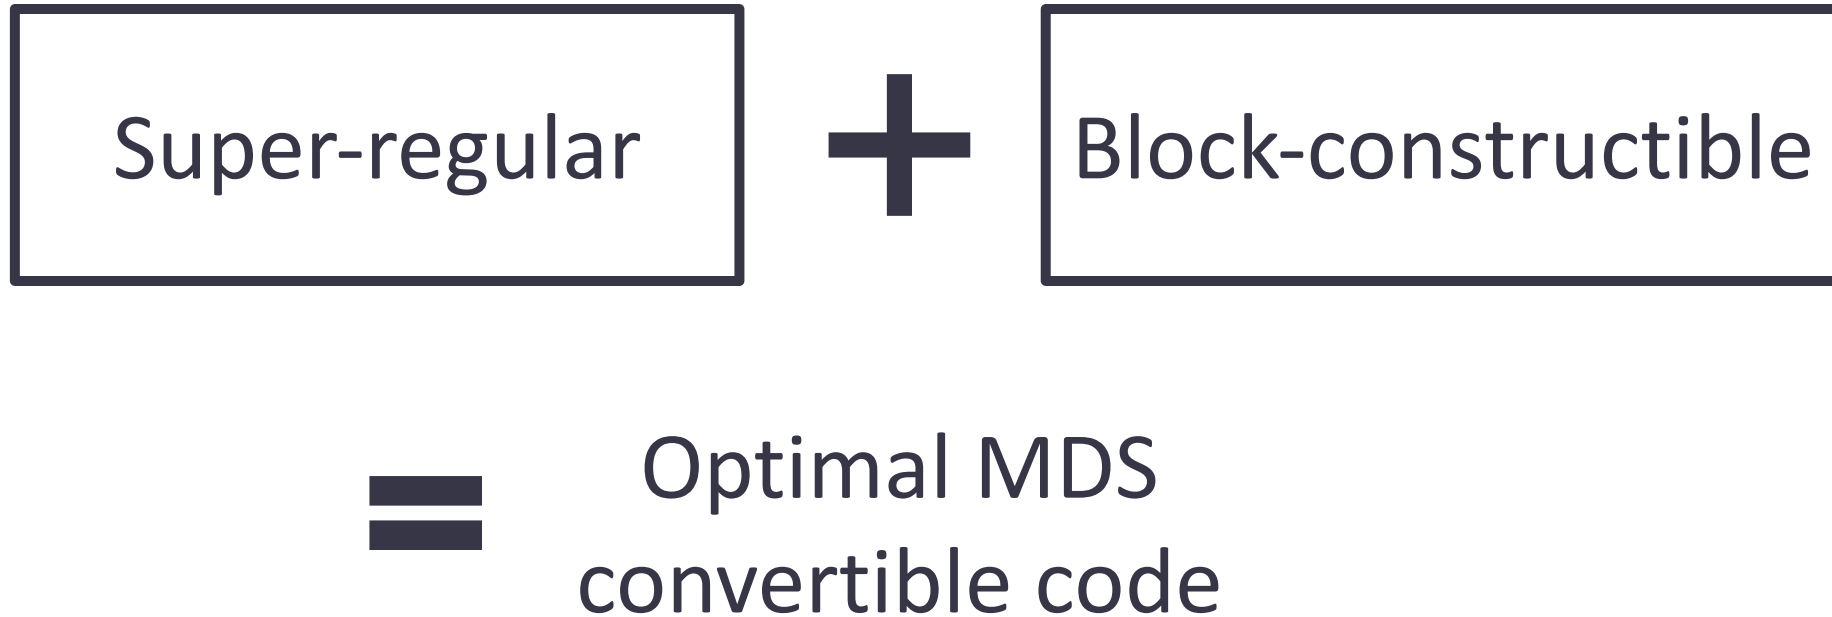 Super-regular + Block-constructible
= Optimal MDS
convertible code